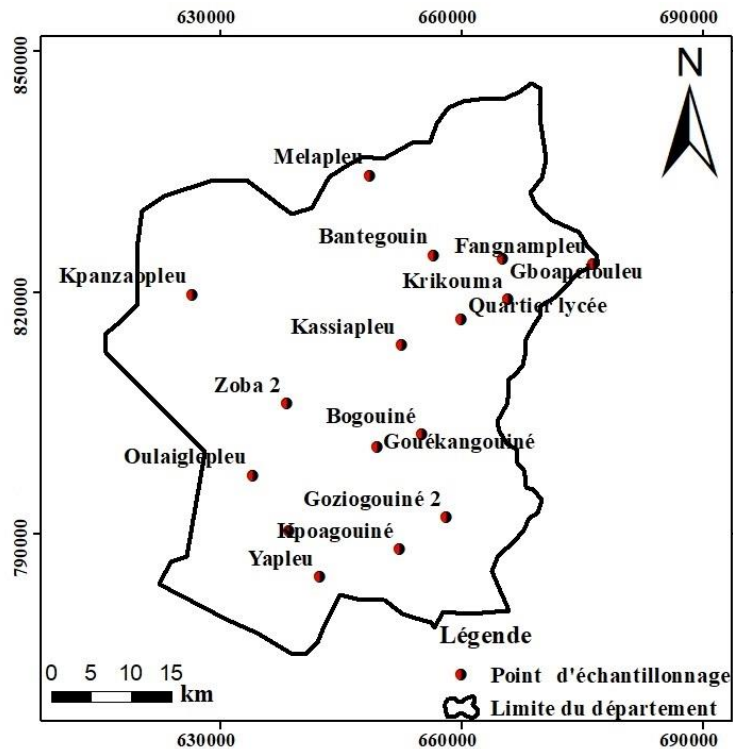 630000 660000 690000
850000
N
Melapleu
Bantegouin
Fangnampleu
Kpanzaopleu
Krikouma
Gboapelouleu
820000
Quartier lycée
Kassiapleu
Zoba 2
Bogouiné
Gouékangouiné
Oulaiglepleu
Goziogouiné 2
790000
Kpoagouiné
Yapleu
Légende
0 5 10 15
km
Point d'échantillonnage
Limite du département
630000 660000 690000